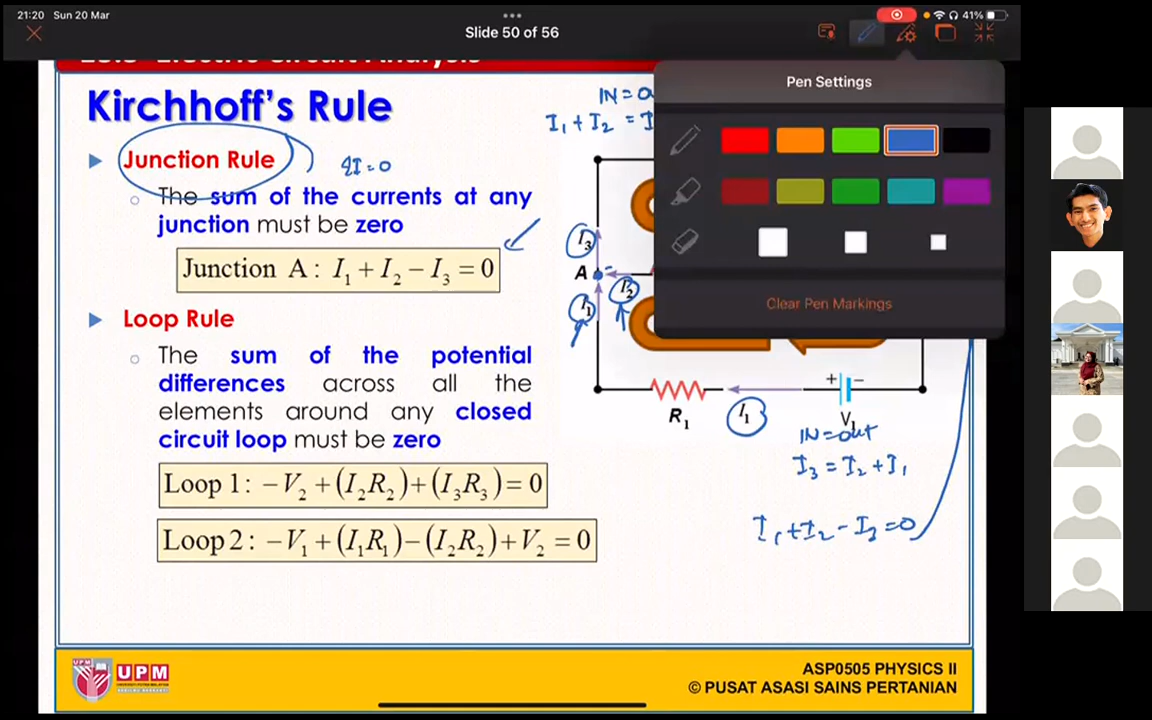 21:20 Sun 20 Mar
41%
Slide 50 of 56
Pen Settings
Clear Pen Markings
Kirchhoff's Rule
IN = 
I₁ + I₂ = I
Junction Rule
ΣI = 0
The sum of the currents at any
junction must be zero
Junction A : I₁ + I₂ − I₃ = 0
I₃
A
I₂
I₁
Loop Rule
The sum of the potential
differences across all the
elements around any closed
circuit loop must be zero
+ −
R₁
I₁
V₁
IN = out
I₃ = I₂ + I₁
Loop 1 : −V₂ + (I₂R₂) + (I₃R₃) = 0
I₁ + I₂ − I₃ = 0
Loop 2 : −V₁ + (I₁R₁) − (I₂R₂) + V₂ = 0
UPM
ASP0505 PHYSICS II
© PUSAT ASASI SAINS PERTANIAN